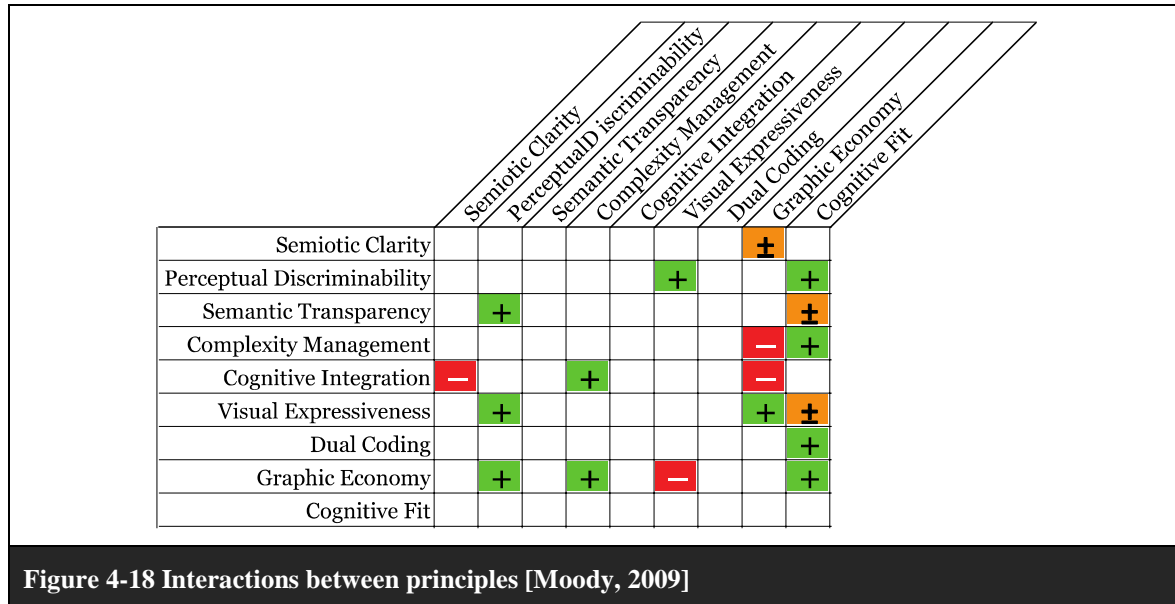 Semiotic Clarity
PerceptualD iscriminability
Semantic Transparency
Complexity Management
Cognitive Integration
Visual Expressiveness
Dual Coding
Graphic Economy
Cognitive Fit
Semiotic Clarity ±
Perceptual Discriminability + +
Semantic Transparency + ±
Complexity Management − +
Cognitive Integration − + −
Visual Expressiveness + + ±
Dual Coding +
Graphic Economy + + − +
Cognitive Fit
Figure 4-18 Interactions between principles [Moody, 2009]